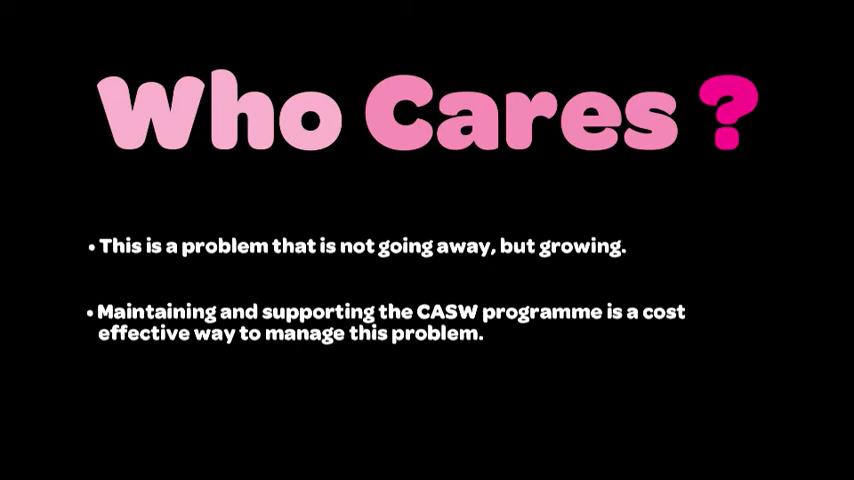 Who Cares ?
• This is a problem that is not going away, but growing.
• Maintaining and supporting the CASW programme is a cost
effective way to manage this problem.